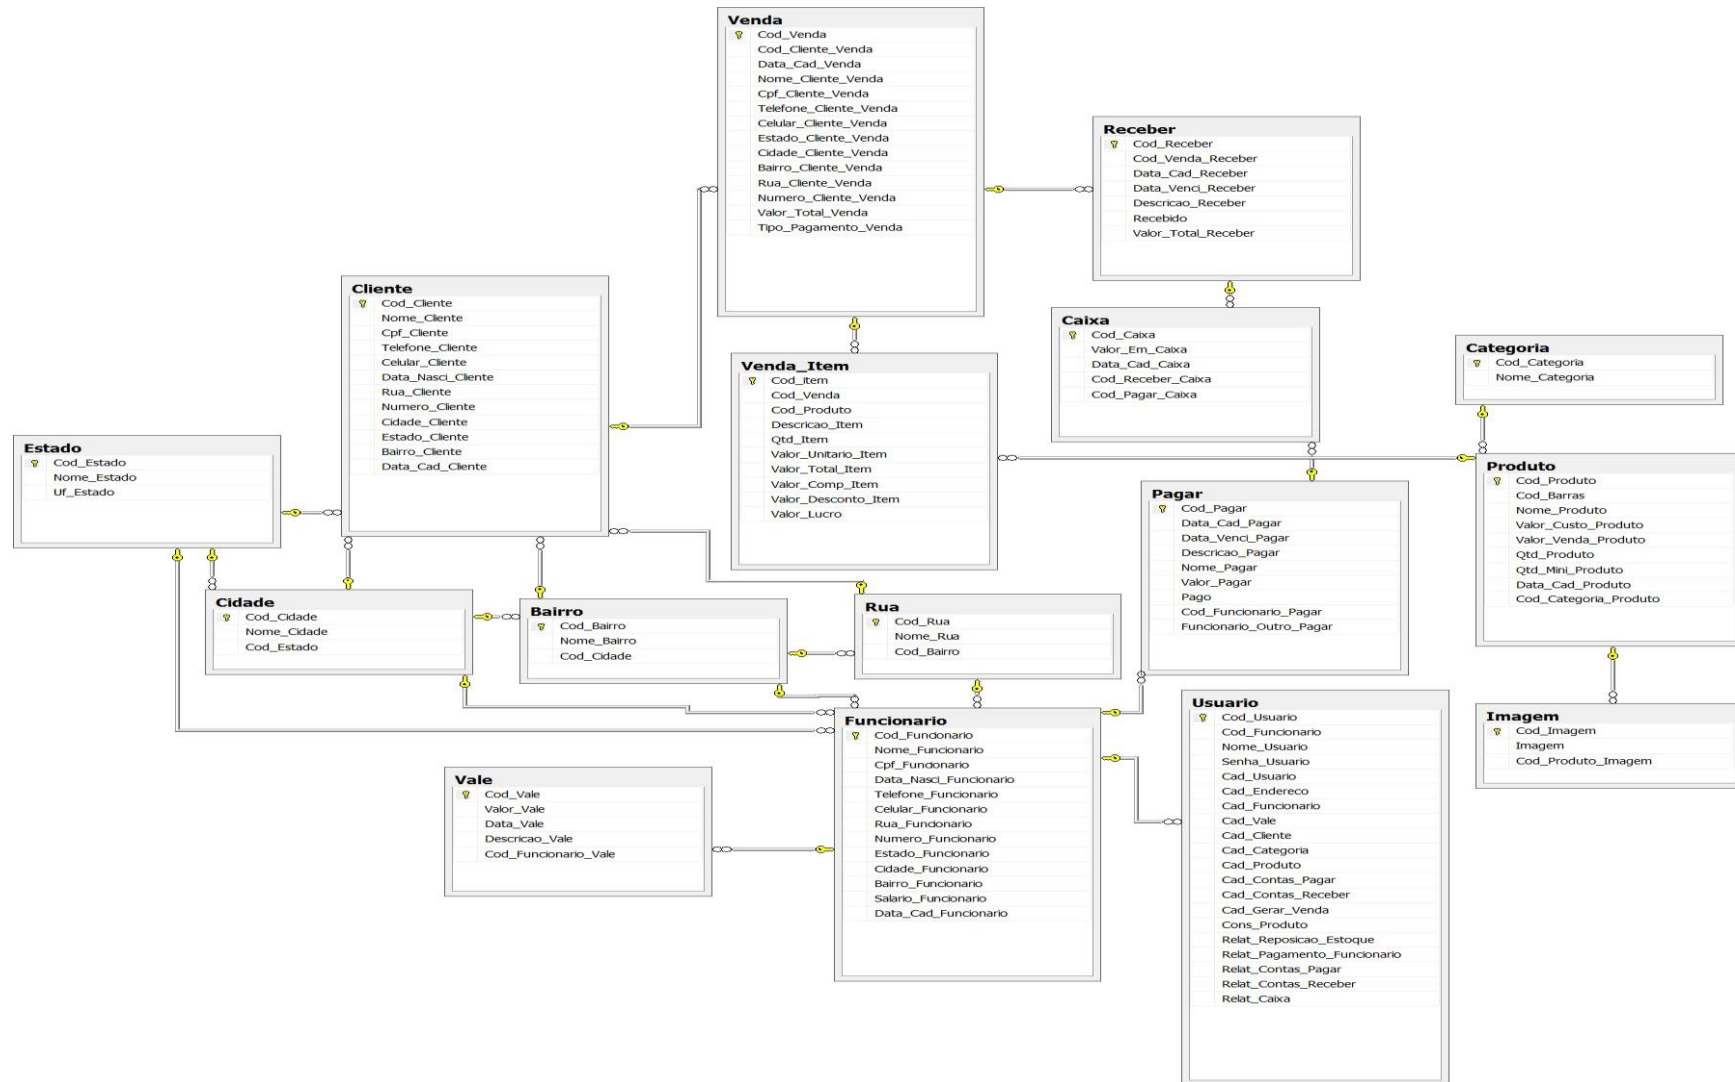 Venda
Cod_Venda
Cod_Cliente_Venda
Data_Cad_Venda
Nome_Cliente_Venda
Cpf_Cliente_Venda
Telefone_Cliente_Venda
Celular_Cliente_Venda
Estado_Cliente_Venda
Cidade_Cliente_Venda
Bairro_Cliente_Venda
Rua_Cliente_Venda
Numero_Cliente_Venda
Valor_Total_Venda
Tipo_Pagamento_Venda
Receber
Cod_Receber
Cod_Venda_Receber
Data_Cad_Receber
Data_Venci_Receber
Descricao_Receber
Recebido
Valor_Total_Receber
Cliente
Cod_Cliente
Nome_Cliente
Cpf_Cliente
Telefone_Cliente
Celular_Cliente
Data_Nasci_Cliente
Rua_Cliente
Numero_Cliente
Cidade_Cliente
Estado_Cliente
Bairro_Cliente
Data_Cad_Cliente
Caixa
Cod_Caixa
Valor_Em_Caixa
Data_Cad_Caixa
Cod_Receber_Caixa
Cod_Pagar_Caixa
Categoria
Cod_Categoria
Nome_Categoria
Venda_Item
Cod_item
Cod_Venda
Cod_Produto
Descricao_Item
Qtd_Item
Valor_Unitario_Item
Valor_Total_Item
Valor_Comp_Item
Valor_Desconto_Item
Valor_Lucro
Estado
Cod_Estado
Nome_Estado
Uf_Estado
Produto
Cod_Produto
Cod_Barras
Nome_Produto
Valor_Custo_Produto
Valor_Venda_Produto
Qtd_Produto
Qtd_Mini_Produto
Data_Cad_Produto
Cod_Categoria_Produto
Pagar
Cod_Pagar
Data_Cad_Pagar
Data_Venci_Pagar
Descricao_Pagar
Nome_Pagar
Valor_Pagar
Pago
Cod_Funcionario_Pagar
Funcionario_Outro_Pagar
Cidade
Cod_Cidade
Nome_Cidade
Cod_Estado
Bairro
Cod_Bairro
Nome_Bairro
Cod_Cidade
Rua
Cod_Rua
Nome_Rua
Cod_Bairro
Usuario
Cod_Usuario
Cod_Funcionario
Nome_Usuario
Senha_Usuario
Cad_Usuario
Cad_Endereco
Cad_Funcionario
Cad_Vale
Cad_Cliente
Cad_Categoria
Cad_Produto
Cad_Contas_Pagar
Cad_Contas_Receber
Cad_Gerar_Venda
Cons_Produto
Relat_Reposicao_Estoque
Relat_Pagamento_Funcionario
Relat_Contas_Pagar
Relat_Contas_Receber
Relat_Caixa
Imagem
Cod_Imagem
Imagem
Cod_Produto_Imagem
Funcionario
Cod_Funcionario
Nome_Funcionario
Cpf_Funcionario
Data_Nasci_Funcionario
Telefone_Funcionario
Celular_Funcionario
Rua_Funcionario
Numero_Funcionario
Estado_Funcionario
Cidade_Funcionario
Bairro_Funcionario
Salario_Funcionario
Data_Cad_Funcionario
Vale
Cod_Vale
Valor_Vale
Data_Vale
Descricao_Vale
Cod_Funcionario_Vale